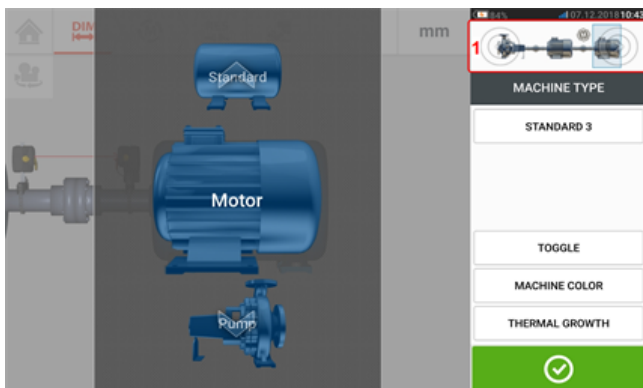 DIM
mm
84%
07.12.2018 10:43
1
M
MACHINE TYPE
Standard
STANDARD 3
Motor
TOGGLE
MACHINE COLOR
Pump
THERMAL GROWTH